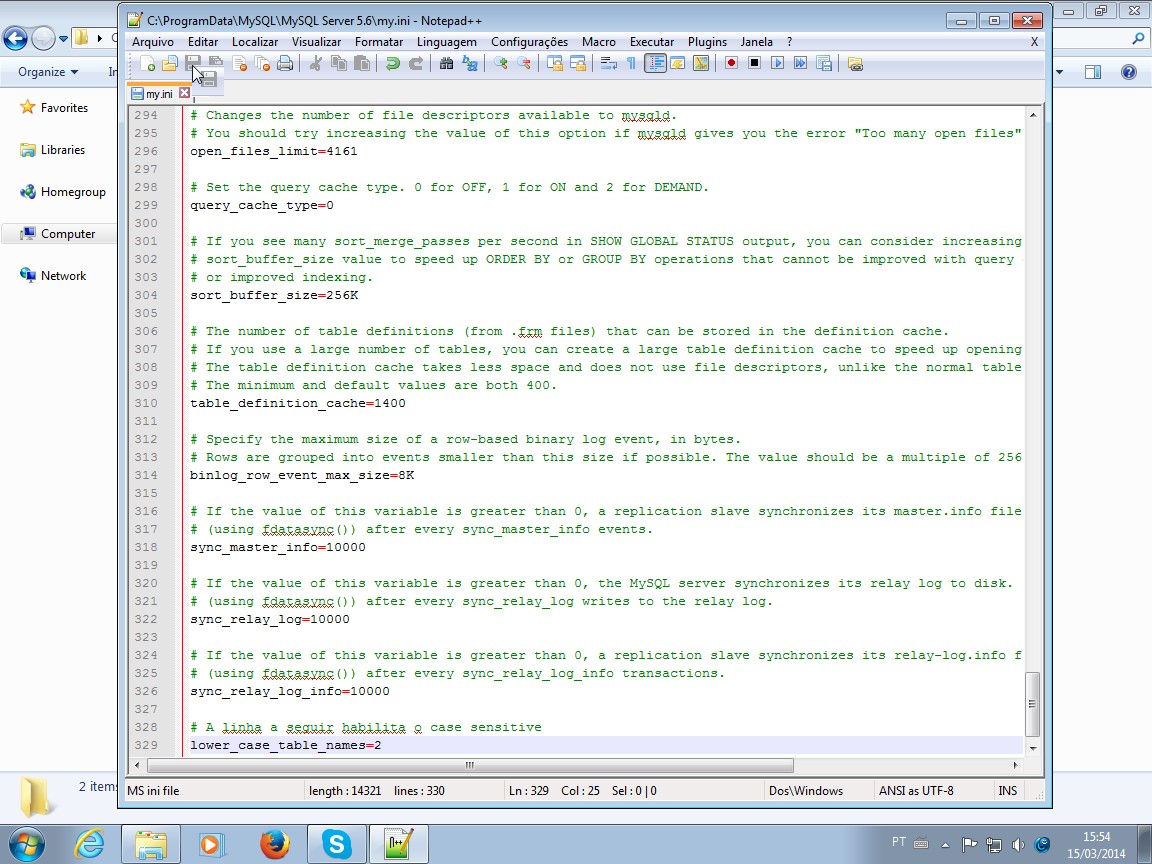 C:\ProgramData\MySQL\MySQL Server 5.6\my.ini - Notepad++
Arquivo Editar Localizar Visualizar Formatar Linguagem Configurações Macro Executar Plugins Janela ? X
Organize
Favorites
Libraries
Homegroup
Computer
Network
2 items
my.ini
294 # Changes the number of file descriptors available to mysqld.
295 # You should try increasing the value of this option if mysqld gives you the error "Too many open files"
296 open_files_limit=4161
297
298 # Set the query cache type. 0 for OFF, 1 for ON and 2 for DEMAND.
299 query_cache_type=0
300
301 # If you see many sort_merge_passes per second in SHOW GLOBAL STATUS output, you can consider increasing
302 # sort_buffer_size value to speed up ORDER BY or GROUP BY operations that cannot be improved with query
303 # or improved indexing.
304 sort_buffer_size=256K
305
306 # The number of table definitions (from .frm files) that can be stored in the definition cache.
307 # If you use a large number of tables, you can create a large table definition cache to speed up opening
308 # The table definition cache takes less space and does not use file descriptors, unlike the normal table
309 # The minimum and default values are both 400.
310 table_definition_cache=1400
311
312 # Specify the maximum size of a row-based binary log event, in bytes.
313 # Rows are grouped into events smaller than this size if possible. The value should be a multiple of 256
314 binlog_row_event_max_size=8K
315
316 # If the value of this variable is greater than 0, a replication slave synchronizes its master.info file
317 # (using fdatasync()) after every sync_master_info events.
318 sync_master_info=10000
319
320 # If the value of this variable is greater than 0, the MySQL server synchronizes its relay log to disk.
321 # (using fdatasync()) after every sync_relay_log writes to the relay log.
322 sync_relay_log=10000
323
324 # If the value of this variable is greater than 0, a replication slave synchronizes its relay-log.info f
325 # (using fdatasync()) after every sync_relay_log_info transactions.
326 sync_relay_log_info=10000
327
328 # A linha a seguir habilita o case sensitive
329 lower_case_table_names=2
MS ini file length : 14321 lines : 330 Ln : 329 Col : 25 Sel : 0 | 0 Dos\Windows ANSI as UTF-8 INS
PT
15:54
15/03/2014